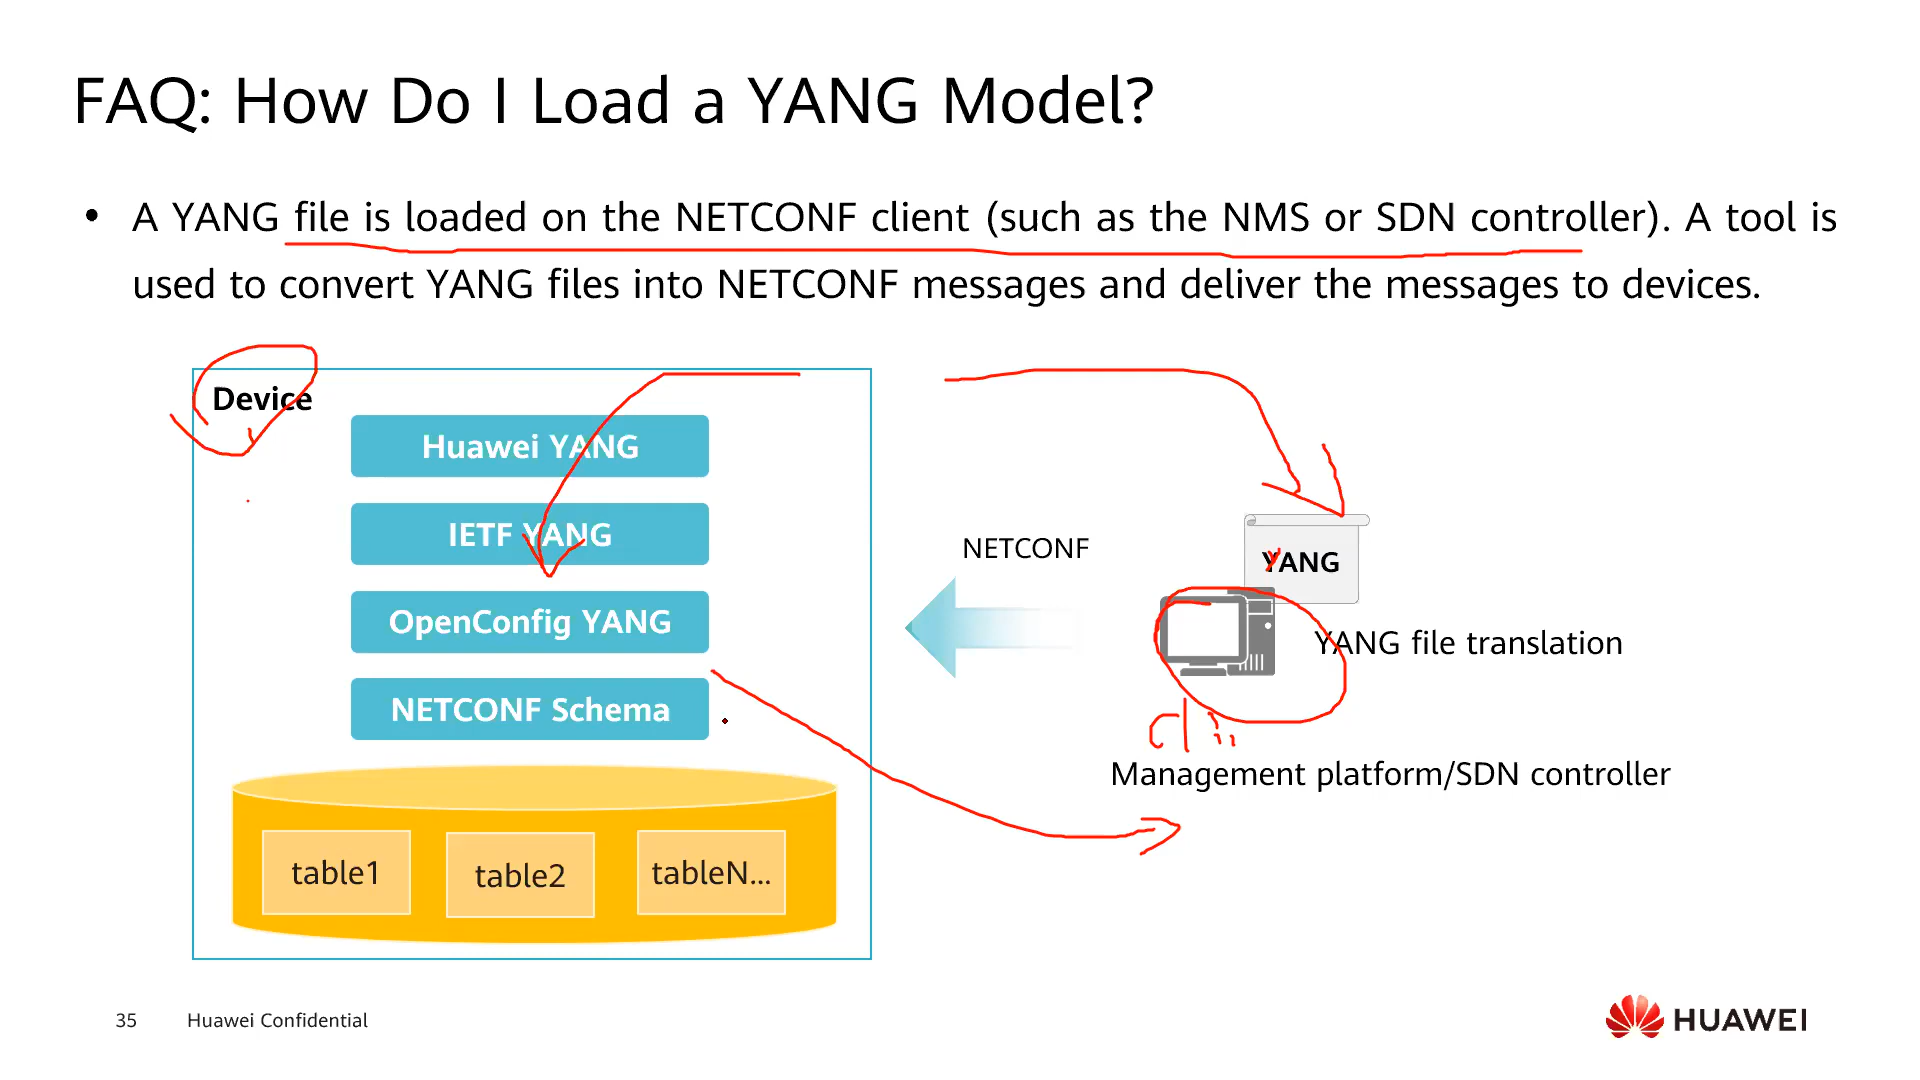 FAQ: How Do I Load a YANG Model?
• A YANG file is loaded on the NETCONF client (such as the NMS or SDN controller). A tool is
used to convert YANG files into NETCONF messages and deliver the messages to devices.
Device
Huawei YANG
IETF YANG
OpenConfig YANG
NETCONF Schema
table1
table2
tableN...
NETCONF
YANG
YANG file translation
Management platform/SDN controller
35
Huawei Confidential
HUAWEI